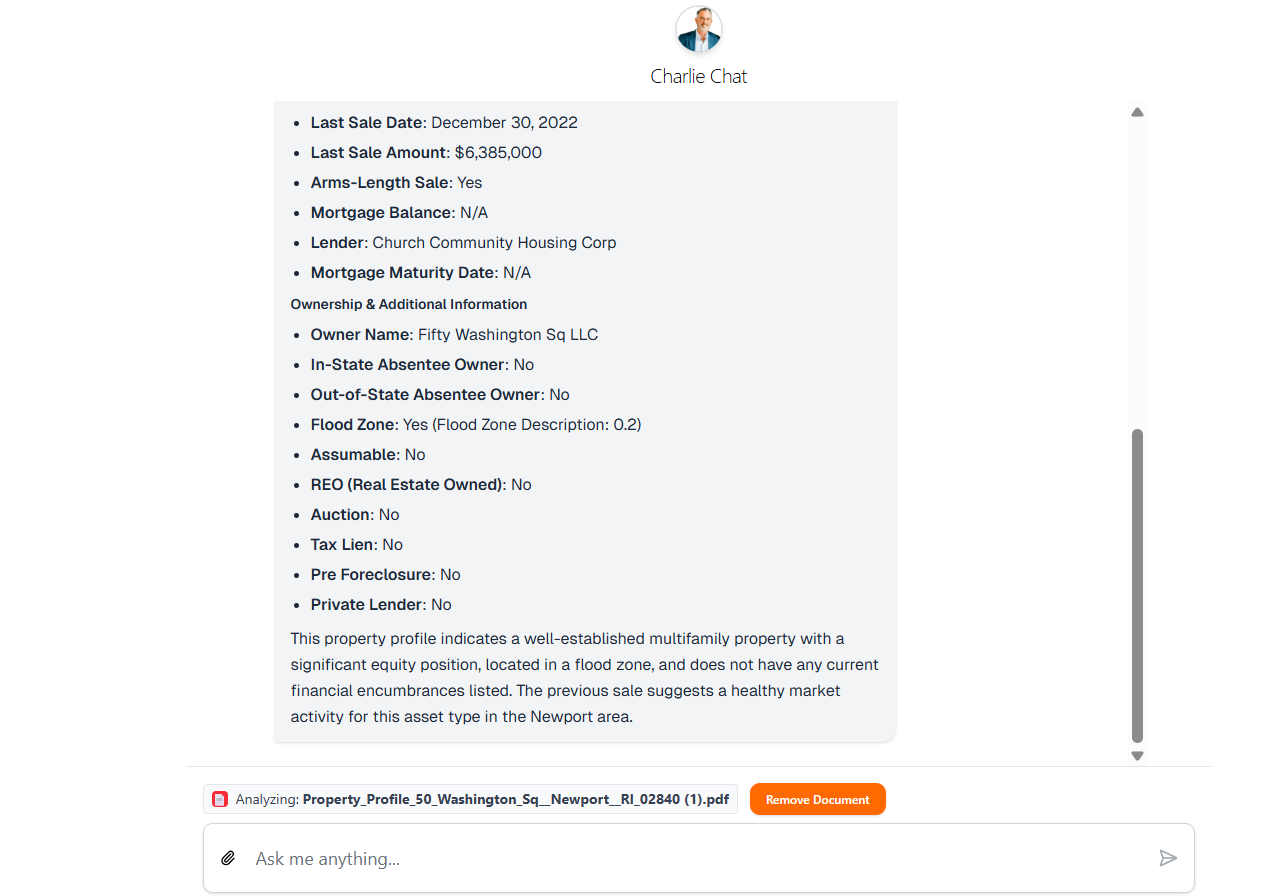 Charlie Chat
• Last Sale Date: December 30, 2022
• Last Sale Amount: $6,385,000
• Arms-Length Sale: Yes
• Mortgage Balance: N/A
• Lender: Church Community Housing Corp
• Mortgage Maturity Date: N/A
Ownership & Additional Information
• Owner Name: Fifty Washington Sq LLC
• In-State Absentee Owner: No
• Out-of-State Absentee Owner: No
• Flood Zone: Yes (Flood Zone Description: 0.2)
• Assumable: No
• REO (Real Estate Owned): No
• Auction: No
• Tax Lien: No
• Pre Foreclosure: No
• Private Lender: No
This property profile indicates a well-established multifamily property with a
significant equity position, located in a flood zone, and does not have any current
financial encumbrances listed. The previous sale suggests a healthy market
activity for this asset type in the Newport area.
Analyzing: Property_Profile_50_Washington_Sq__Newport__RI_02840 (1).pdf
Remove Document
Ask me anything...